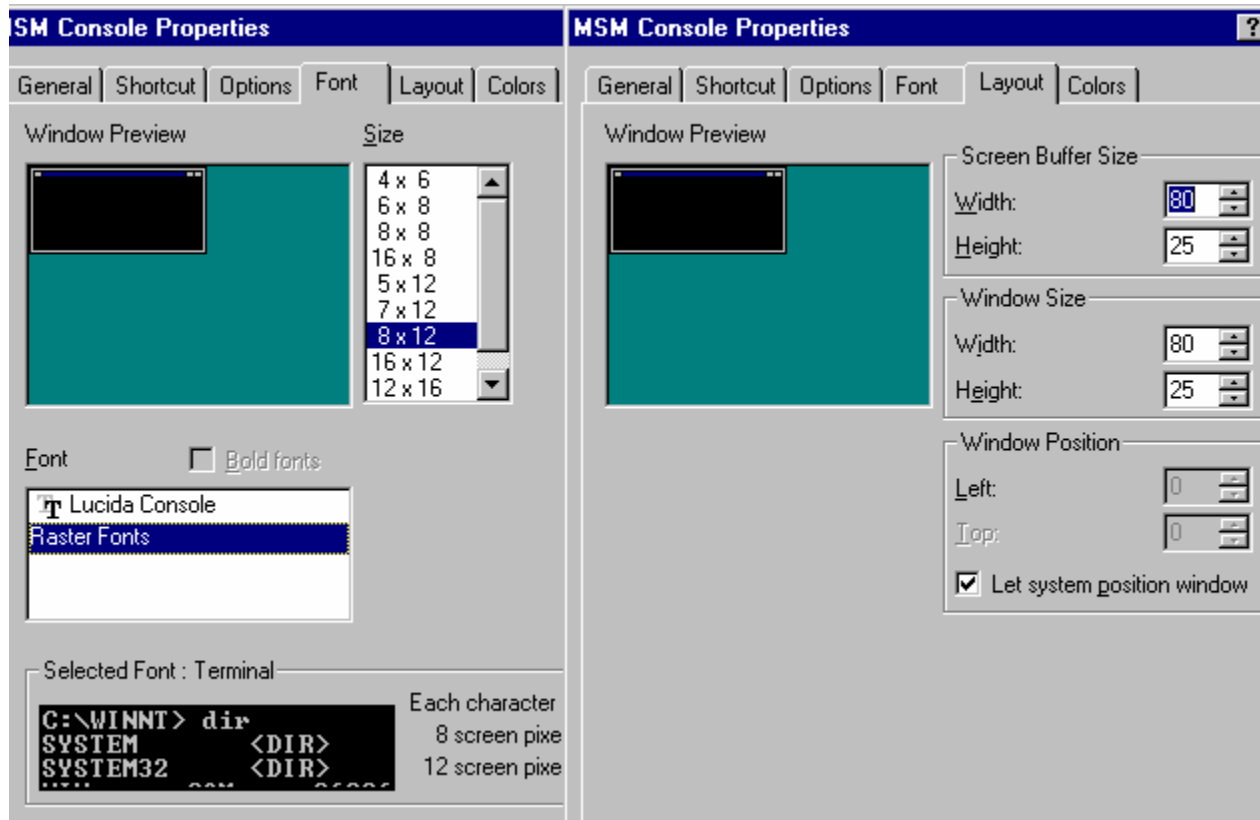 ISM Console Properties
General Shortcut Options Font Layout Colors
Window Preview
Size
4 x 6
6 x 8
8 x 8
16 x 8
5 x 12
7 x 12
8 x 12
16 x 12
12 x 16
Font
Bold fonts
Lucida Console
Raster Fonts
Selected Font : Terminal
C:\WINNT> dir
SYSTEM <DIR>
SYSTEM32 <DIR>
Each character
8 screen pixe
12 screen pixe
MSM Console Properties
?
General Shortcut Options Font Layout Colors
Window Preview
Screen Buffer Size
Width: 80
Height: 25
Window Size
Width: 80
Height: 25
Window Position
Left: 0
Top: 0
Let system position window